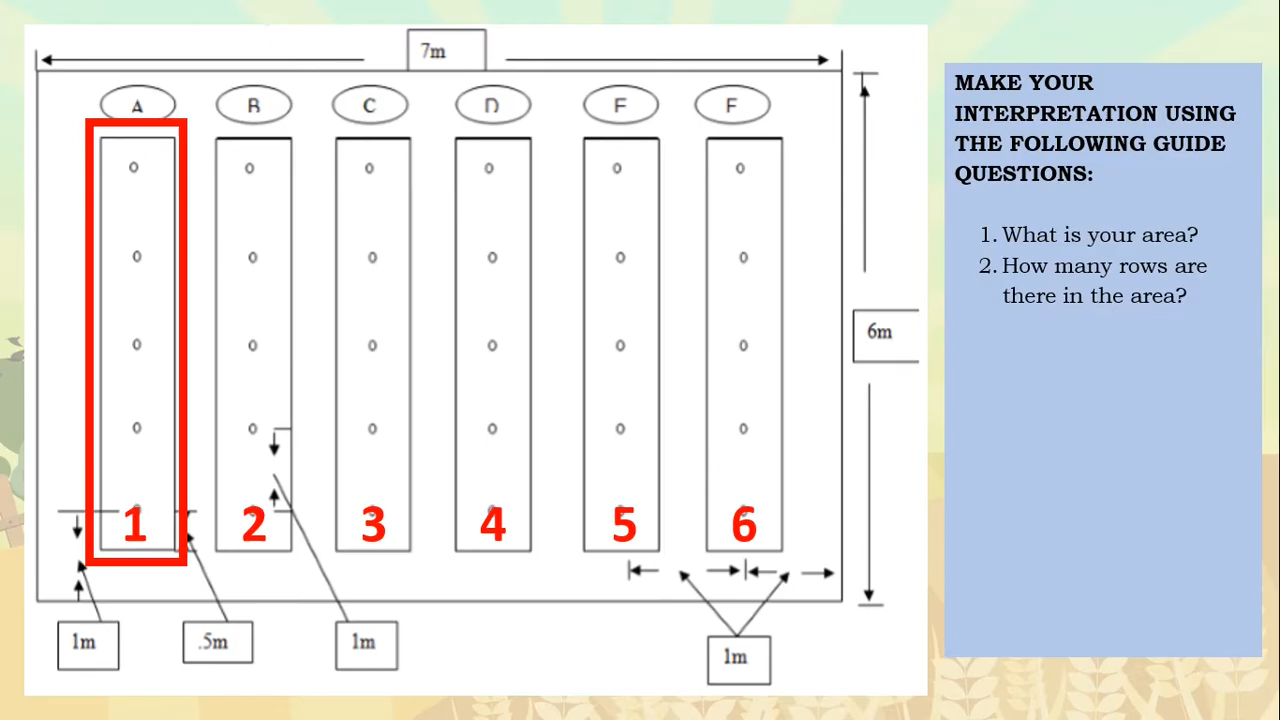 7m
A B C D E F
6m
1 2 3 4 5 6
1m .5m 1m 1m
MAKE YOUR
INTERPRETATION USING
THE FOLLOWING GUIDE
QUESTIONS:
1. What is your area?
2. How many rows are
there in the area?